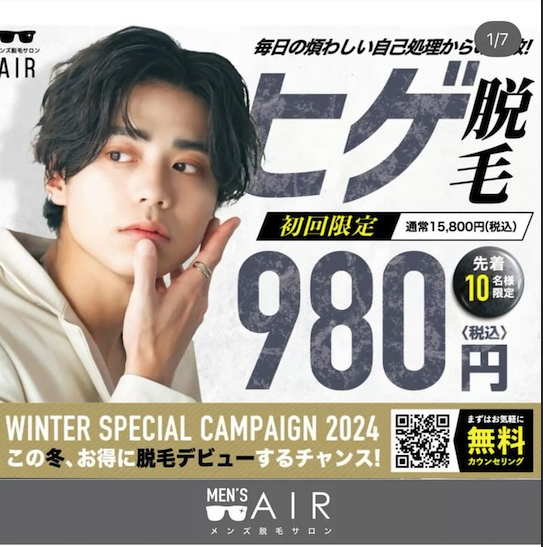 メンズ脱毛サロン
AIR
1/7
毎日の煩わしい自己処理から
ヒゲ
脱毛
初回限定
通常15,800円(税込)
980
〈税込〉
円
先着
10名様
限定
WINTER SPECIAL CAMPAIGN 2024
この冬、お得に脱毛デビューするチャンス!
まずはお気軽に
無料
カウンセリング
MEN'S
AIR
メンズ脱毛サロン